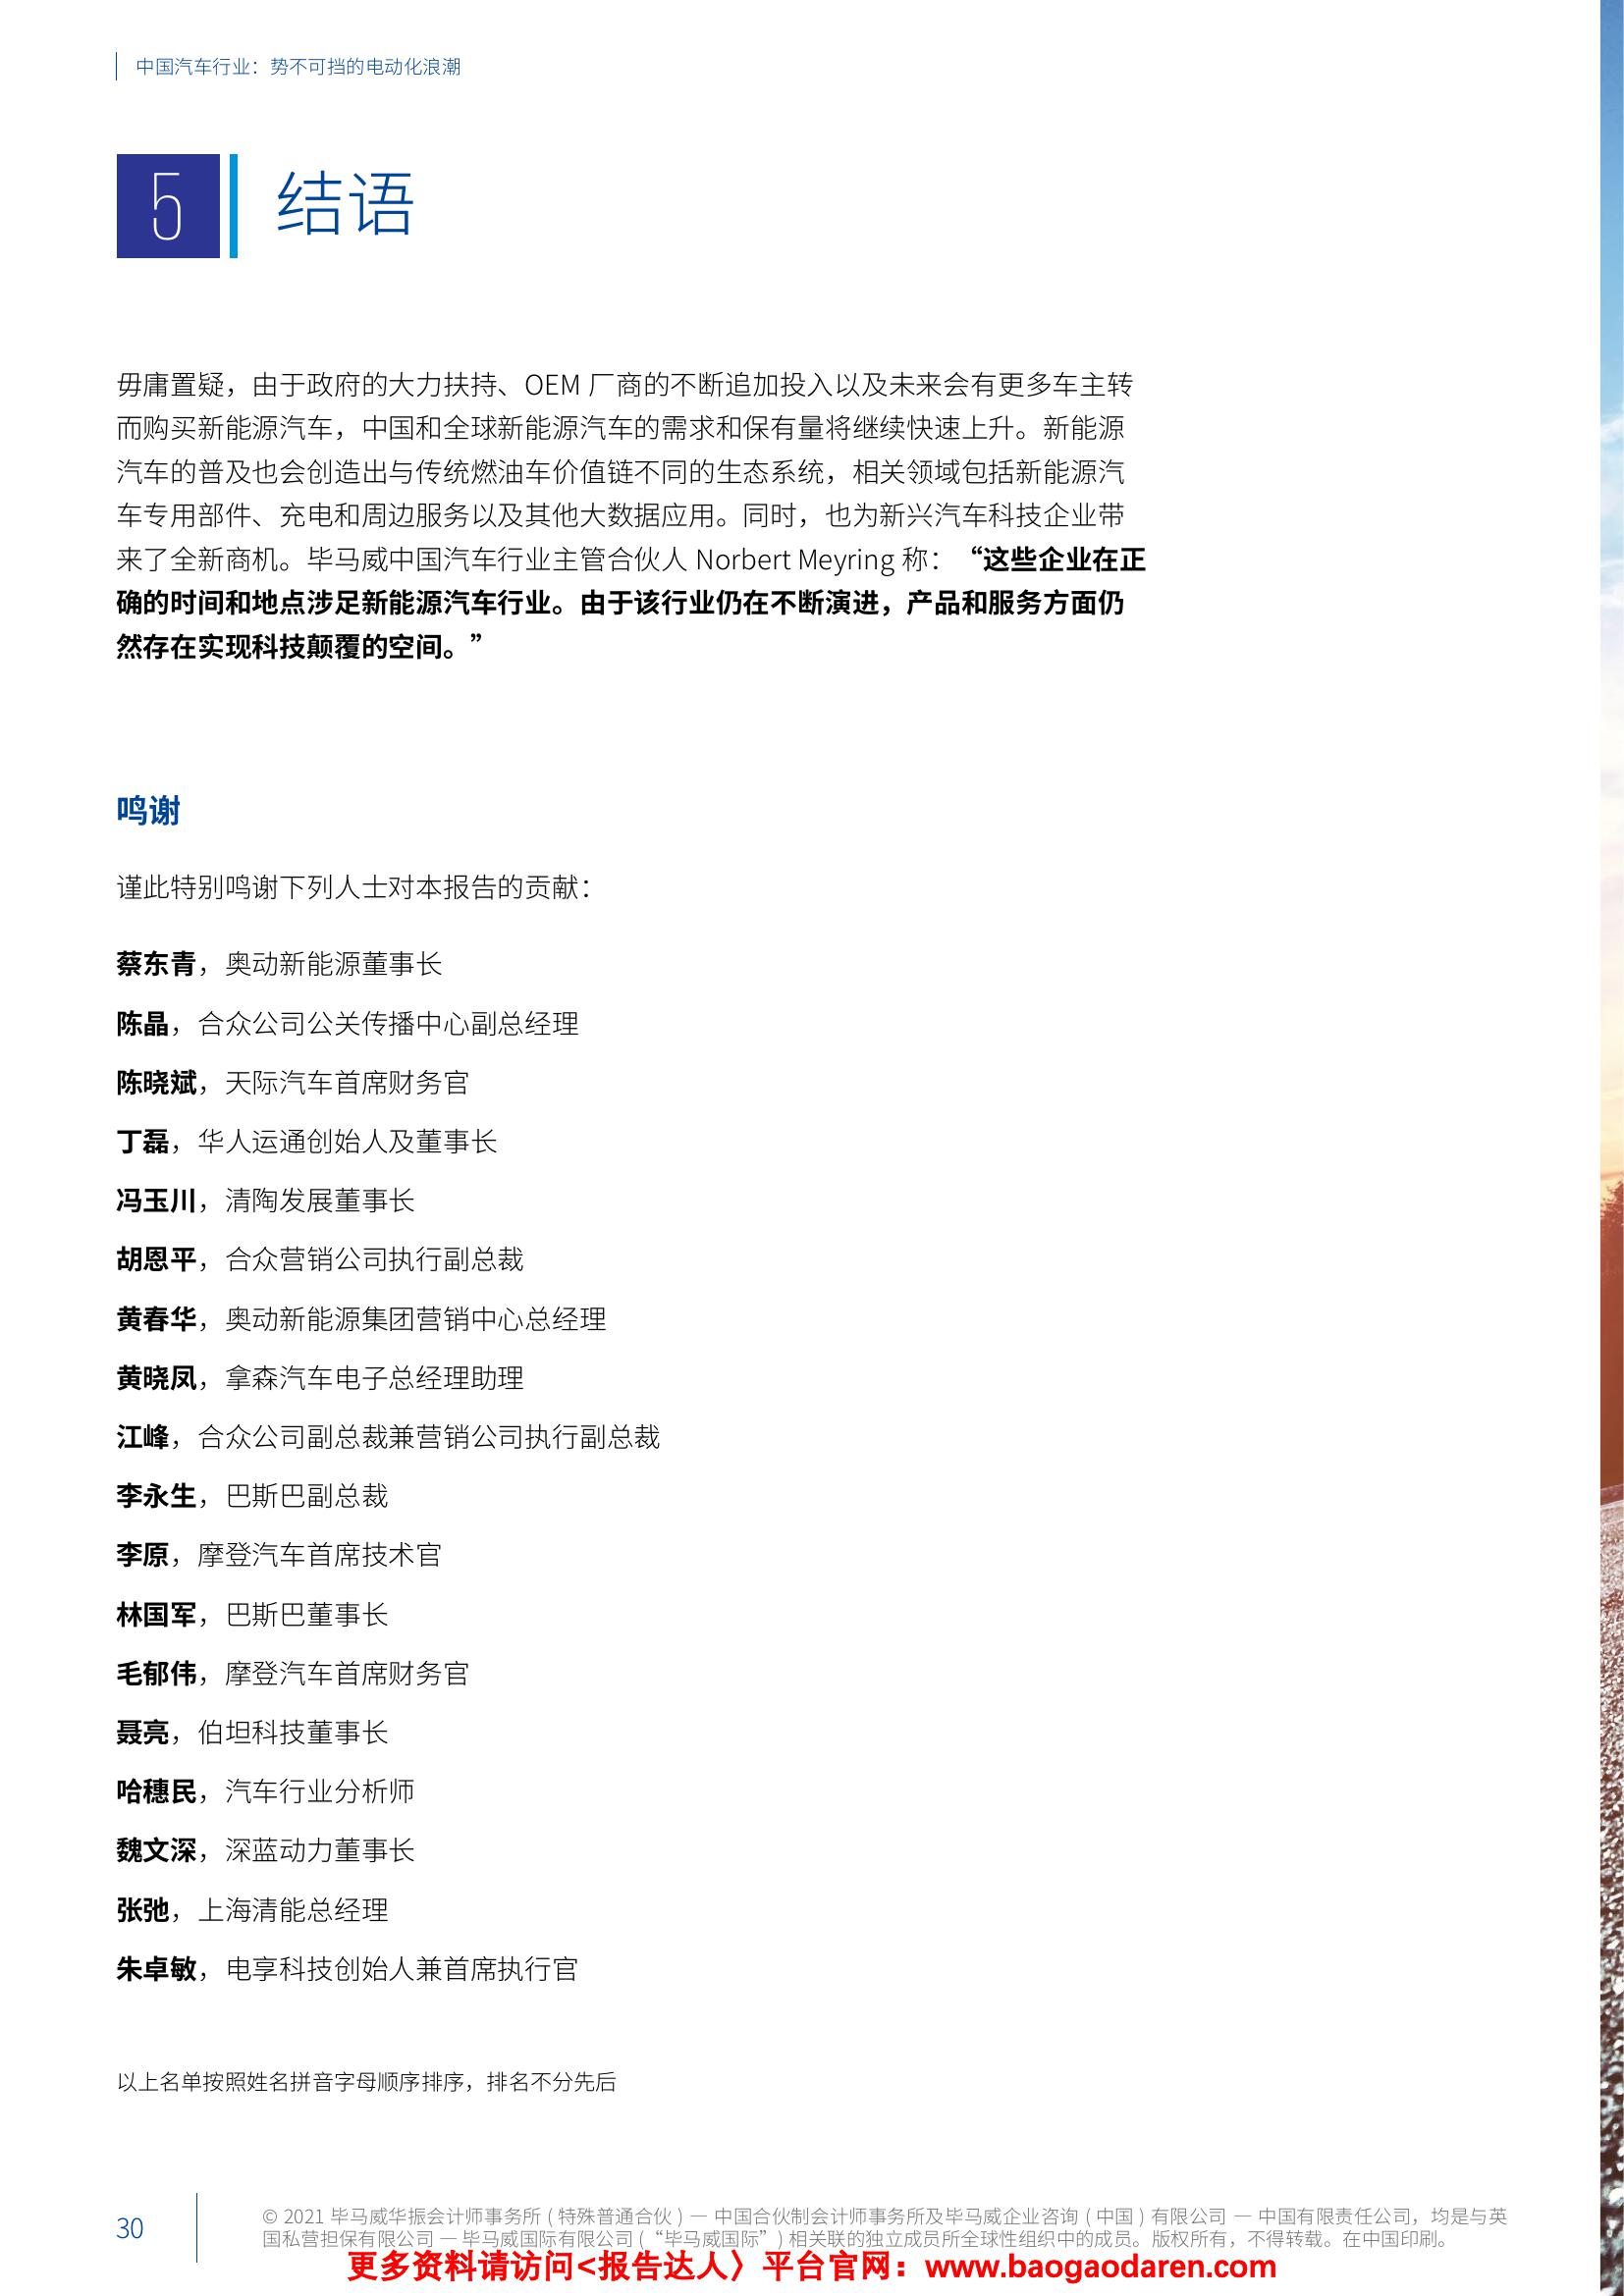 中国汽车行业：势不可挡的电动化浪潮
5 结语
毋庸置疑，由于政府的大力扶持、OEM 厂商的不断追加投入以及未来会有更多车主转
而购买新能源汽车，中国和全球新能源汽车的需求和保有量将继续快速上升。新能源
汽车的普及也会创造出与传统燃油车价值链不同的生态系统，相关领域包括新能源汽
车专用部件、充电和周边服务以及其他大数据应用。同时，也为新兴汽车科技企业带
来了全新商机。毕马威中国汽车行业主管合伙人 Norbert Meyring 称：“这些企业在正
确的时间和地点涉足新能源汽车行业。由于该行业仍在不断演进，产品和服务方面仍
然存在实现科技颠覆的空间。”
鸣谢
谨此特别鸣谢下列人士对本报告的贡献：
蔡东青，奥动新能源董事长
陈晶，合众公司公关传播中心副总经理
陈晓斌，天际汽车首席财务官
丁磊，华人运通创始人及董事长
冯玉川，清陶发展董事长
胡恩平，合众营销公司执行副总裁
黄春华，奥动新能源集团营销中心总经理
黄晓凤，拿森汽车电子总经理助理
江峰，合众公司副总裁兼营销公司执行副总裁
李永生，巴斯巴副总裁
李原，摩登汽车首席技术官
林国军，巴斯巴董事长
毛郁伟，摩登汽车首席财务官
聂亮，伯坦科技董事长
哈穗民，汽车行业分析师
魏文深，深蓝动力董事长
张弛，上海清能总经理
朱卓敏，电享科技创始人兼首席执行官
以上名单按照姓名拼音字母顺序排序，排名不分先后
30
© 2021 毕马威华振会计师事务所 ( 特殊普通合伙 ) — 中国合伙制会计师事务所及毕马威企业咨询 ( 中国 ) 有限公司 — 中国有限责任公司，均是与英
国私营担保有限公司 — 毕马威国际有限公司 (“毕马威国际”) 相关联的独立成员所全球性组织中的成员。版权所有，不得转载。在中国印刷。
更多资料请访问<报告达人〉平台官网：www.baogaodaren.com